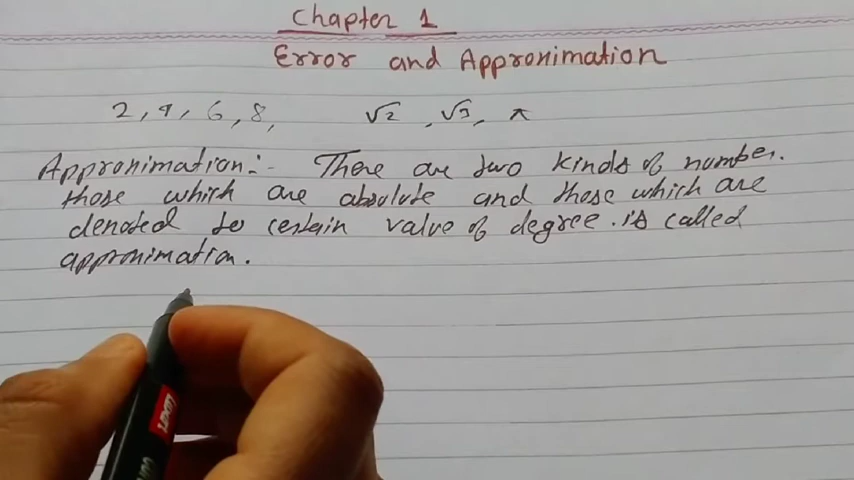 Chapter 1
Error and Approximation
2, 4, 6, 8, √2, √3, π
Approximation:- There are two kinds of number.
those which are absolute and those which are
denoted to certain value of degree. is called
approximation.